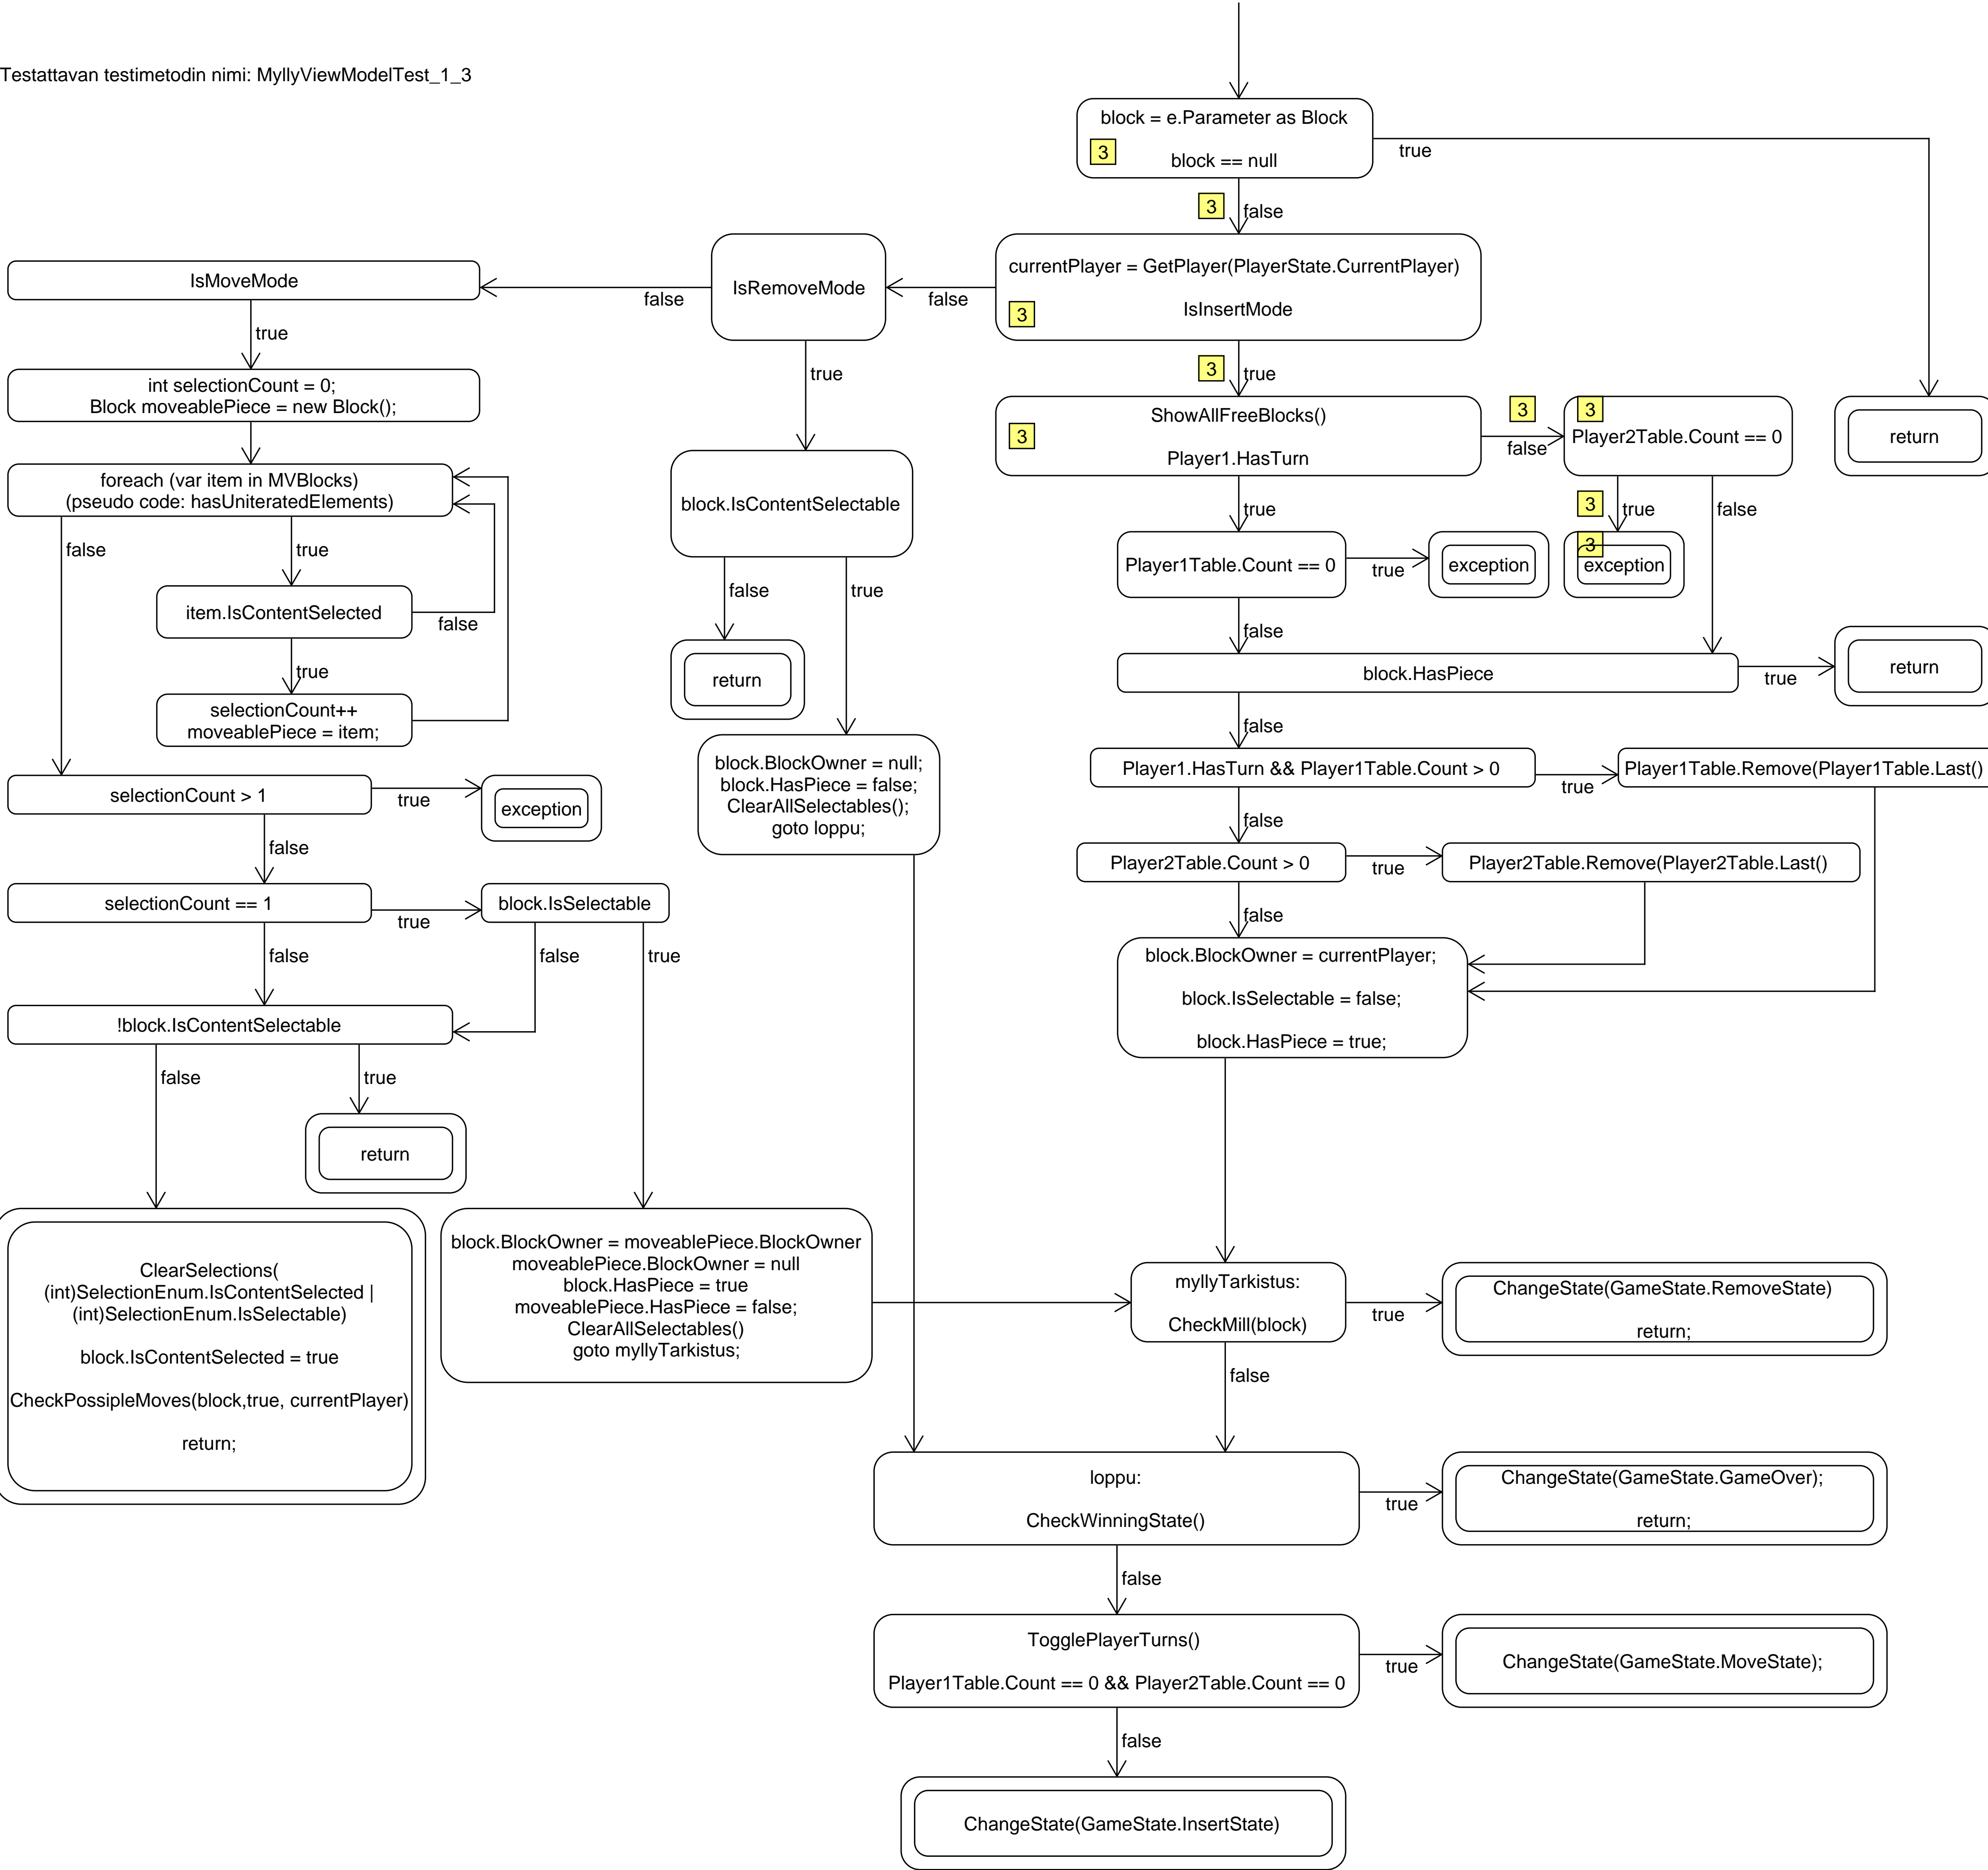 Testattavan testimetodin nimi: MyllyViewModelTest_1_3
block = e.Parameter as Block
3
block == null
true
3
false
currentPlayer = GetPlayer(PlayerState.CurrentPlayer)
IsInsertMode
3
false
IsRemoveMode
false
IsMoveMode
true
int selectionCount = 0;
Block moveablePiece = new Block();
foreach (var item in MVBlocks)
(pseudo code: hasUniteratedElements)
false
true
item.IsContentSelected
false
true
selectionCount++
moveablePiece = item;
selectionCount > 1
true
exception
false
selectionCount == 1
true
block.IsSelectable
false
false
true
!block.IsContentSelectable
false
true
return
ClearSelections(
(int)SelectionEnum.IsContentSelected |
(int)SelectionEnum.IsSelectable)
block.IsContentSelected = true
CheckPossipleMoves(block,true, currentPlayer)
return;
block.BlockOwner = moveablePiece.BlockOwner
moveablePiece.BlockOwner = null
block.HasPiece = true
moveablePiece.HasPiece = false;
ClearAllSelectables()
goto myllyTarkistus;
true
block.IsContentSelectable
false
true
return
block.BlockOwner = null;
block.HasPiece = false;
ClearAllSelectables();
goto loppu;
3
true
ShowAllFreeBlocks()
3
Player1.HasTurn
3
false
3
Player2Table.Count == 0
return
true
3
true
false
Player1Table.Count == 0
true
exception
3
exception
false
block.HasPiece
true
return
false
Player1.HasTurn && Player1Table.Count > 0
true
Player1Table.Remove(Player1Table.Last()
false
Player2Table.Count > 0
true
Player2Table.Remove(Player2Table.Last()
false
block.BlockOwner = currentPlayer;
block.IsSelectable = false;
block.HasPiece = true;
myllyTarkistus:
CheckMill(block)
true
ChangeState(GameState.RemoveState)
return;
false
loppu:
CheckWinningState()
true
ChangeState(GameState.GameOver);
return;
false
TogglePlayerTurns()
Player1Table.Count == 0 && Player2Table.Count == 0
true
ChangeState(GameState.MoveState);
false
ChangeState(GameState.InsertState)